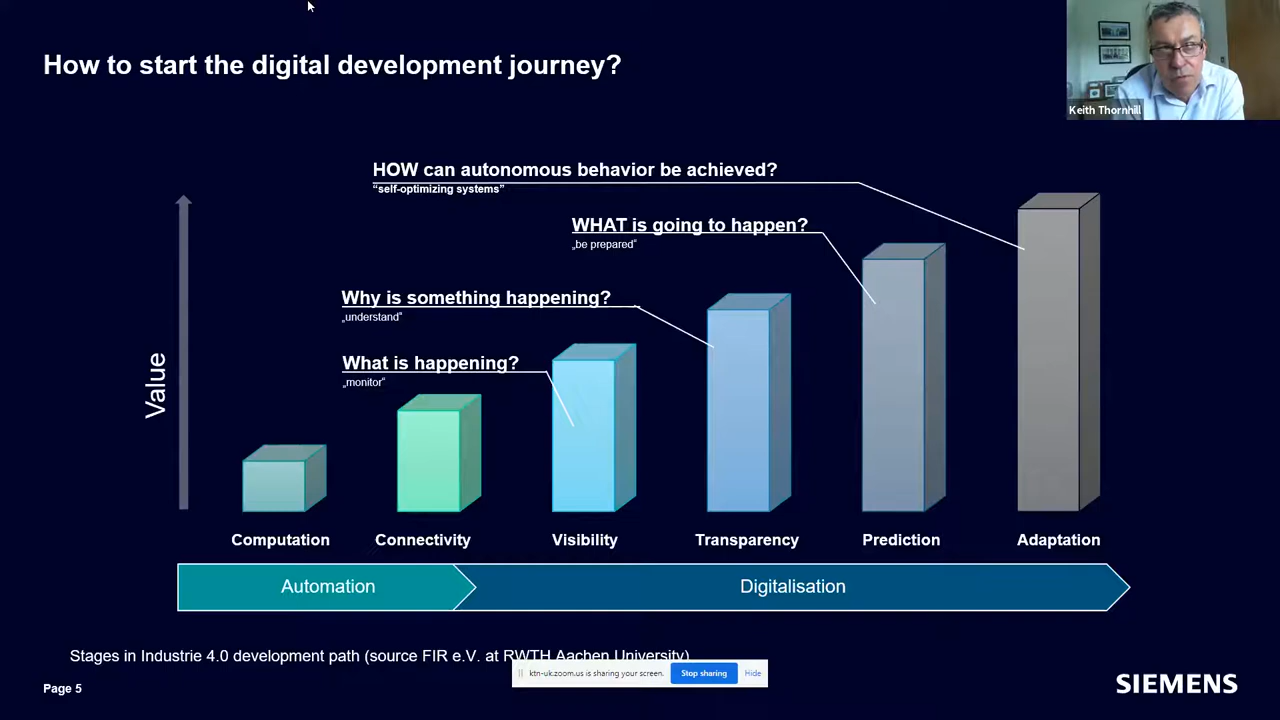 How to start the digital development journey?
Keith Thornhill
HOW can autonomous behavior be achieved?
“self-optimizing systems”
WHAT is going to happen?
„be prepared“
Why is something happening?
„understand“
What is happening?
„monitor“
Value
Computation
Connectivity
Visibility
Transparency
Prediction
Adaptation
Automation
Digitalisation
Stages in Industrie 4.0 development path (source FIR e.V. at RWTH Aachen University)
ktn-uk.zoom.us is sharing your screen.
Stop sharing
Hide
Page 5
SIEMENS